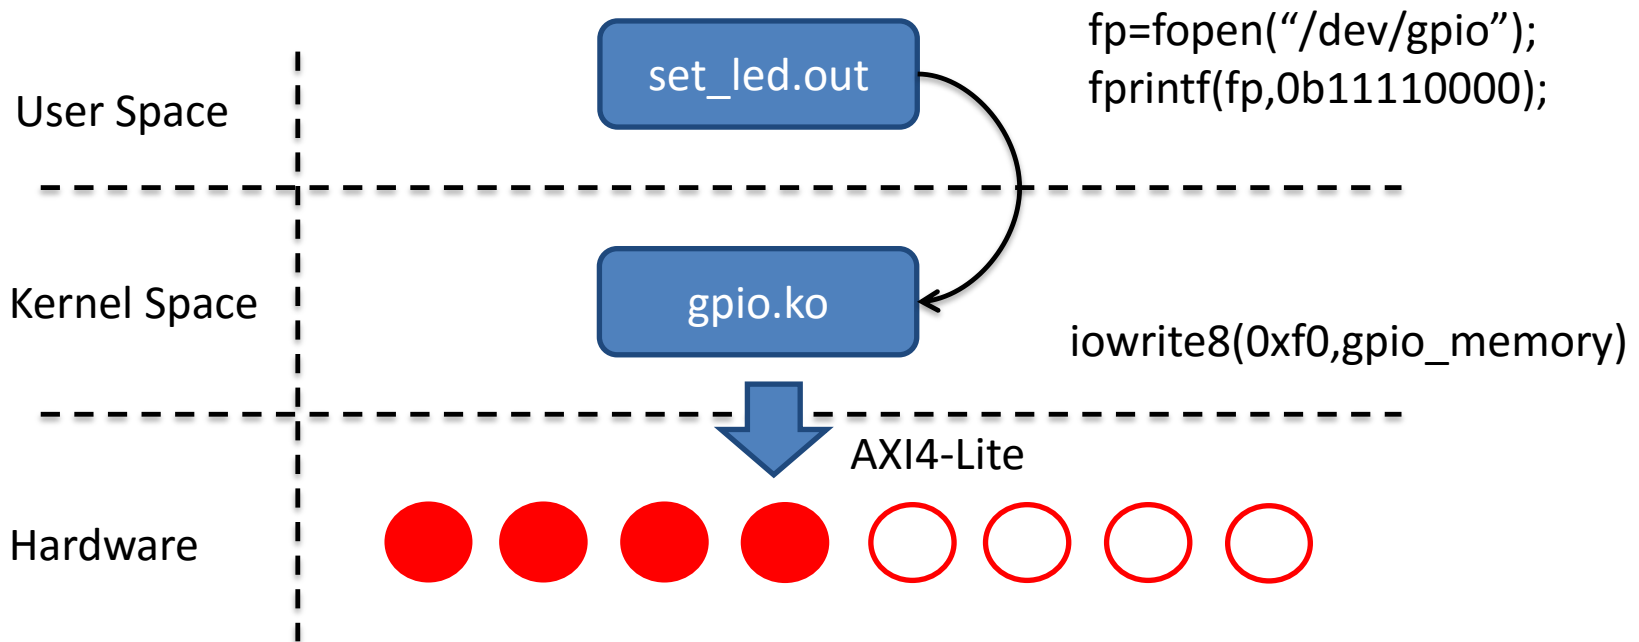 fp=fopen(“/dev/gpio”);
set_led.out
fprintf(fp,0b11110000);
User Space
Kernel Space
gpio.ko
iowrite8(0xf0,gpio_memory)
AXI4-Lite
Hardware